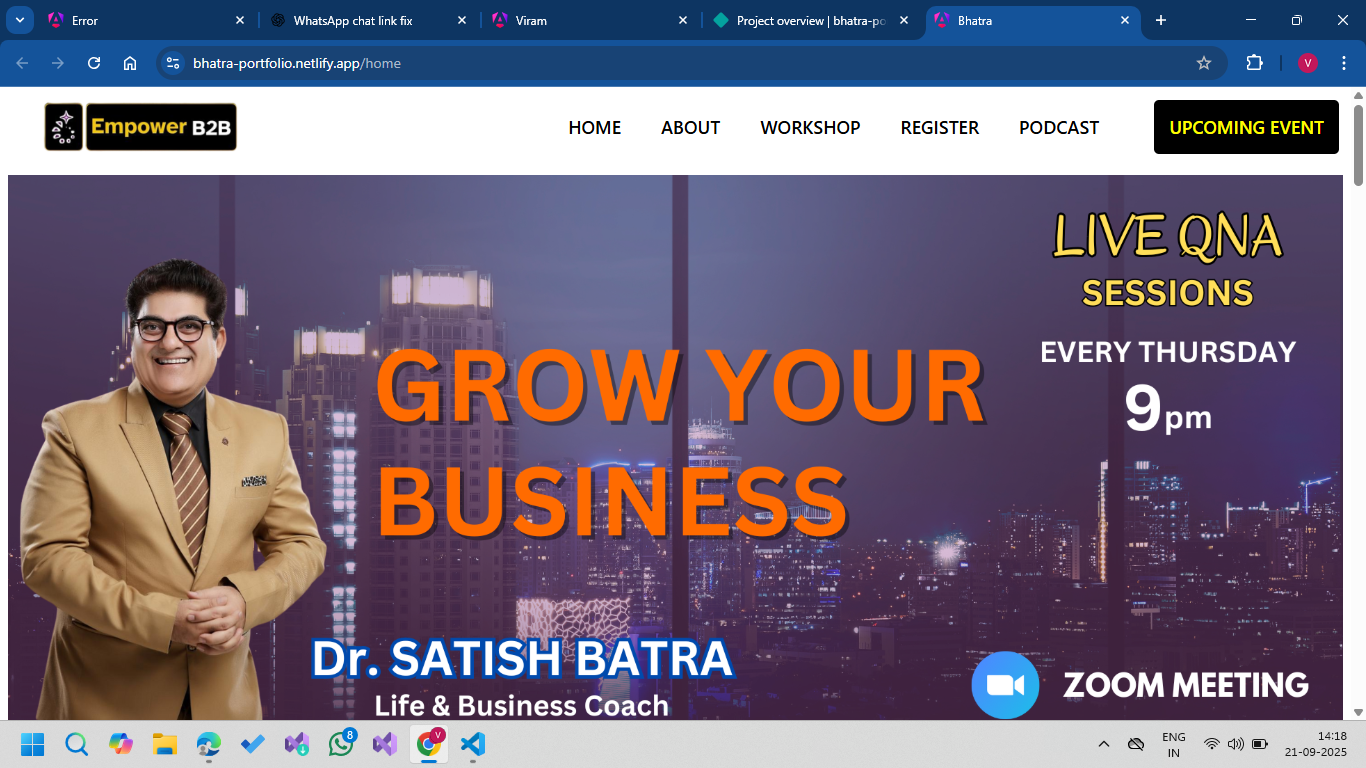 Error
WhatsApp chat link fix
Viram
Project overview | bhatra-po
Bhatra
bhatra-portfolio.netlify.app/home
V
Empower B2B
HOME
ABOUT
WORKSHOP
REGISTER
PODCAST
UPCOMING EVENT
LIVE QNA
SESSIONS
EVERY THURSDAY
9pm
GROW YOUR
BUSINESS
Dr. SATISH BATRA
Life & Business Coach
ZOOM MEETING
8
V
ENG
IN
14:18
21-09-2025